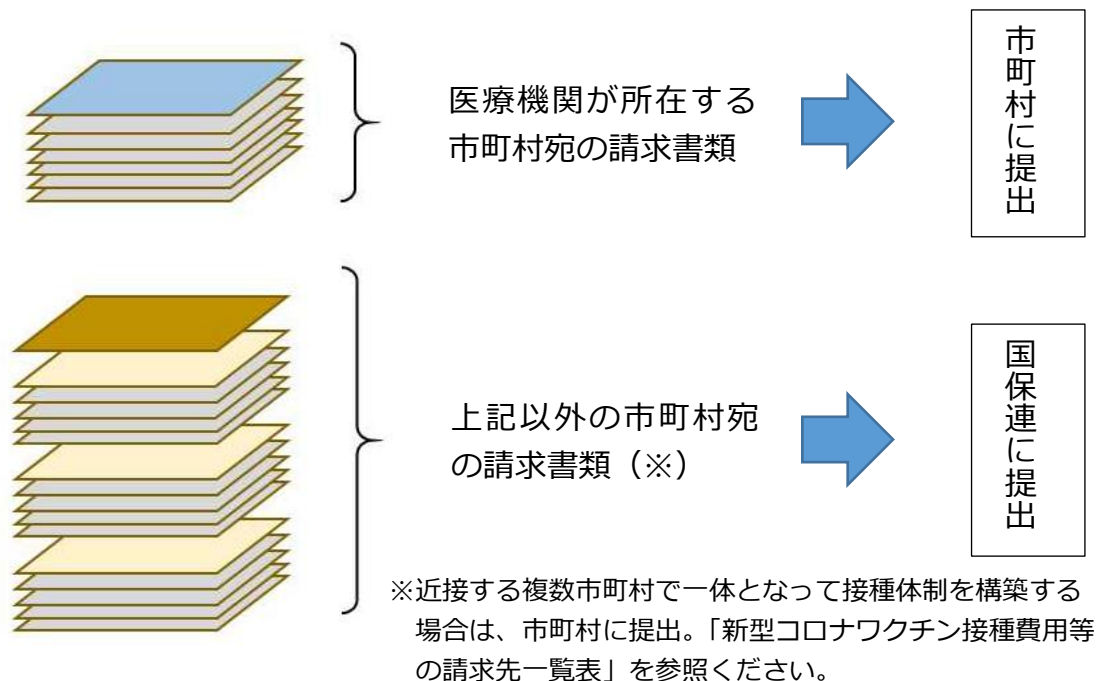 医療機関が所在する
市町村宛の請求書類
市町村に提出
上記以外の市町村宛
の請求書類（※）
国保連に提出
※近接する複数市町村で一体となって接種体制を構築する
場合は、市町村に提出。「新型コロナワクチン接種費用等
の請求先一覧表」を参照ください。